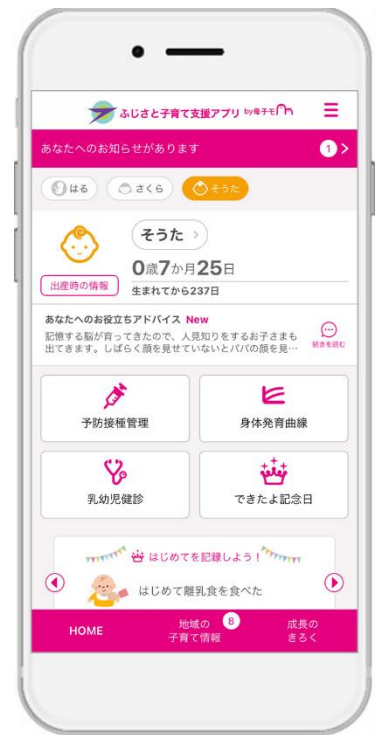 ふじさと子育て支援アプリ by母子モ
あなたへのお知らせがあります 1
はる さくら そうた
そうた
0歳7か月25日
出産時の情報
生まれてから237日
あなたへのお役立ちアドバイス New
記憶する脳が育ってきたので、人見知りをするお子さまも
出てきます。しばらく顔を見せていないとパパの顔を見…
続きを読む
予防接種管理 身体発育曲線
乳幼児健診 できたよ記念日
はじめてを記録しよう!
はじめて離乳食を食べた
HOME
地域の
子育て情報
8
成長の
きろく